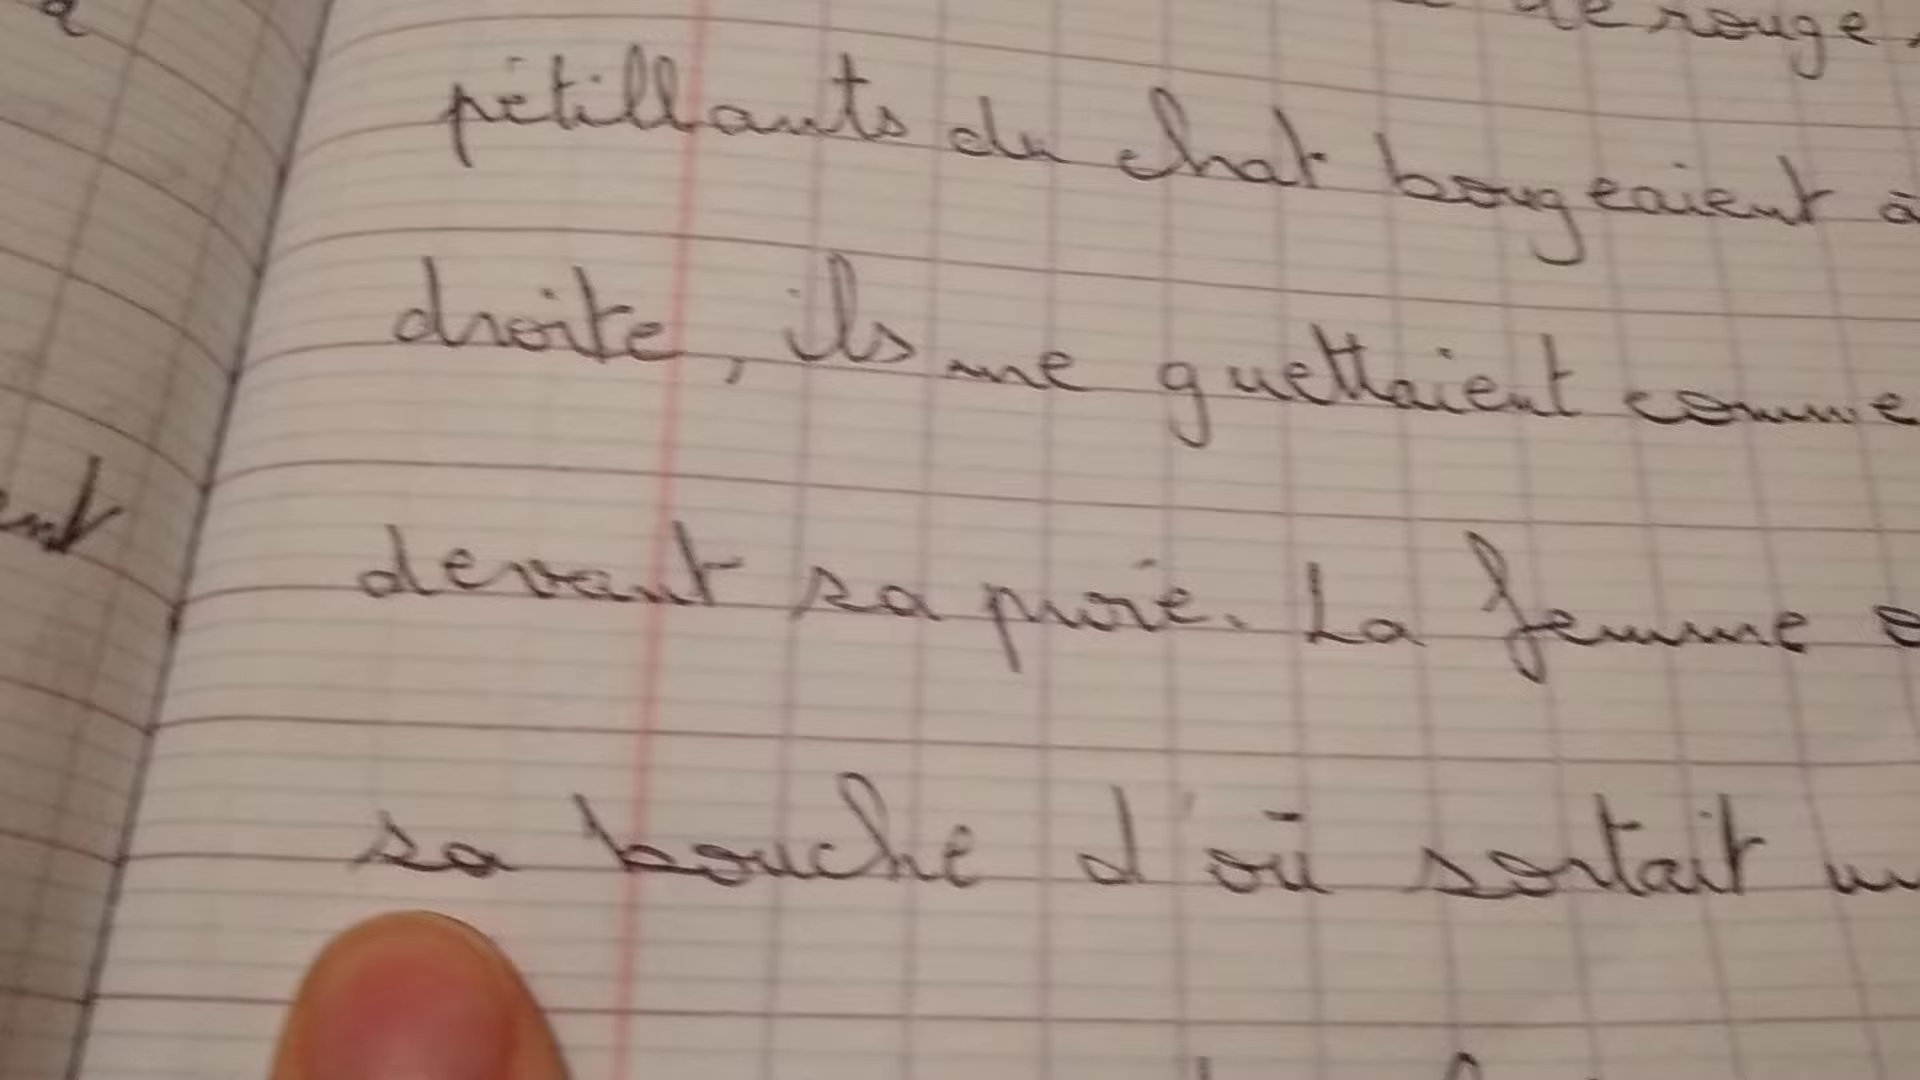 de rouge.
pétillants du chat bougeaient à
droite, ils me guettaient comme
devant sa proie. La femme
sa bouche d'où sortait